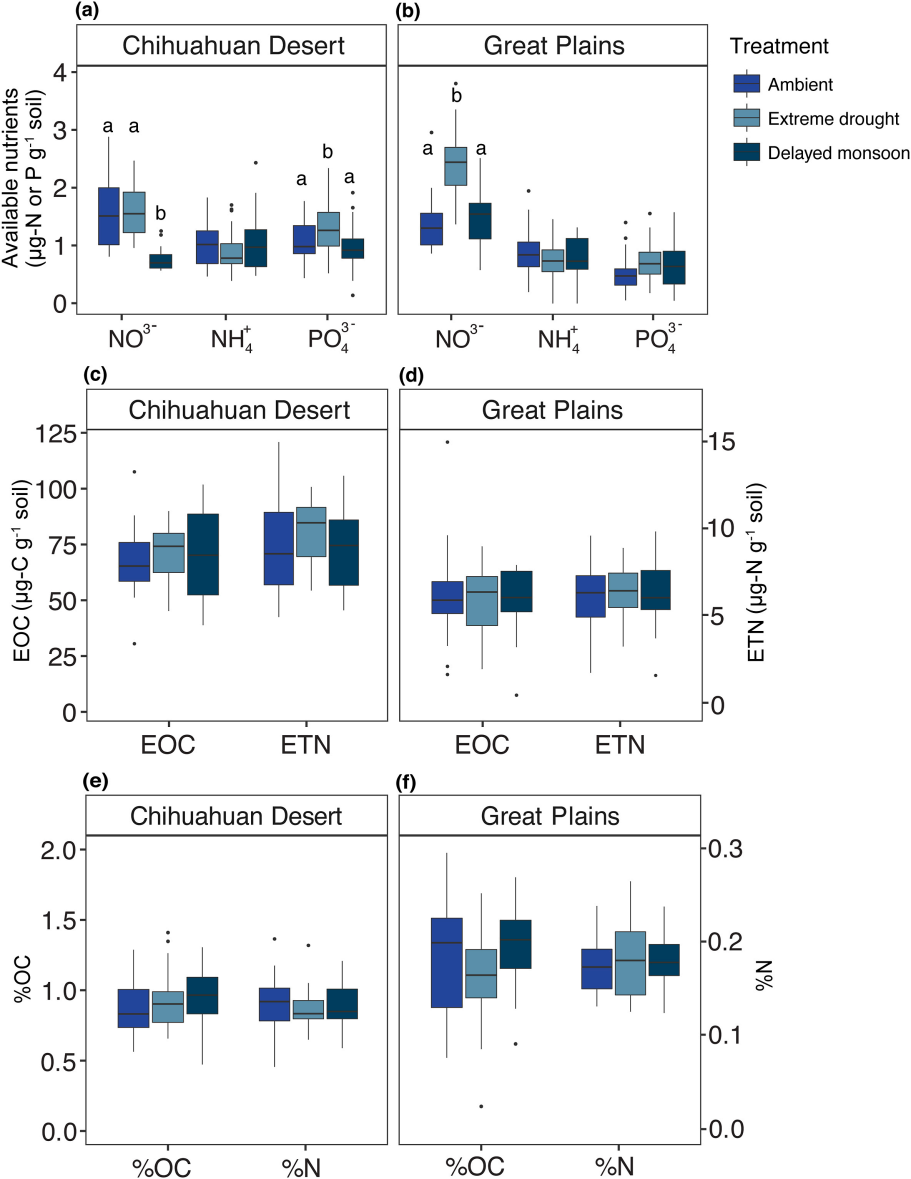 (a)
(b)
Chihuahuan Desert
Great Plains
Treatment
Ambient
Extreme drought
Delayed monsoon
Available nutrients
(µg-N or P g⁻¹ soil)
4
3
2
1
0
a
a
b
a
b
a
a
b
a
NO³⁻
NH₄⁺
PO₄³⁻
NO³⁻
NH₄⁺
PO₄³⁻
(c)
(d)
Chihuahuan Desert
Great Plains
EOC (µg-C g⁻¹ soil)
125
100
75
50
25
0
15
10
5
0
ETN (µg-N g⁻¹ soil)
EOC
ETN
EOC
ETN
(e)
(f)
Chihuahuan Desert
Great Plains
%OC
2.0
1.5
1.0
0.5
0.0
0.3
0.2
0.1
0.0
%N
%OC
%N
%OC
%N